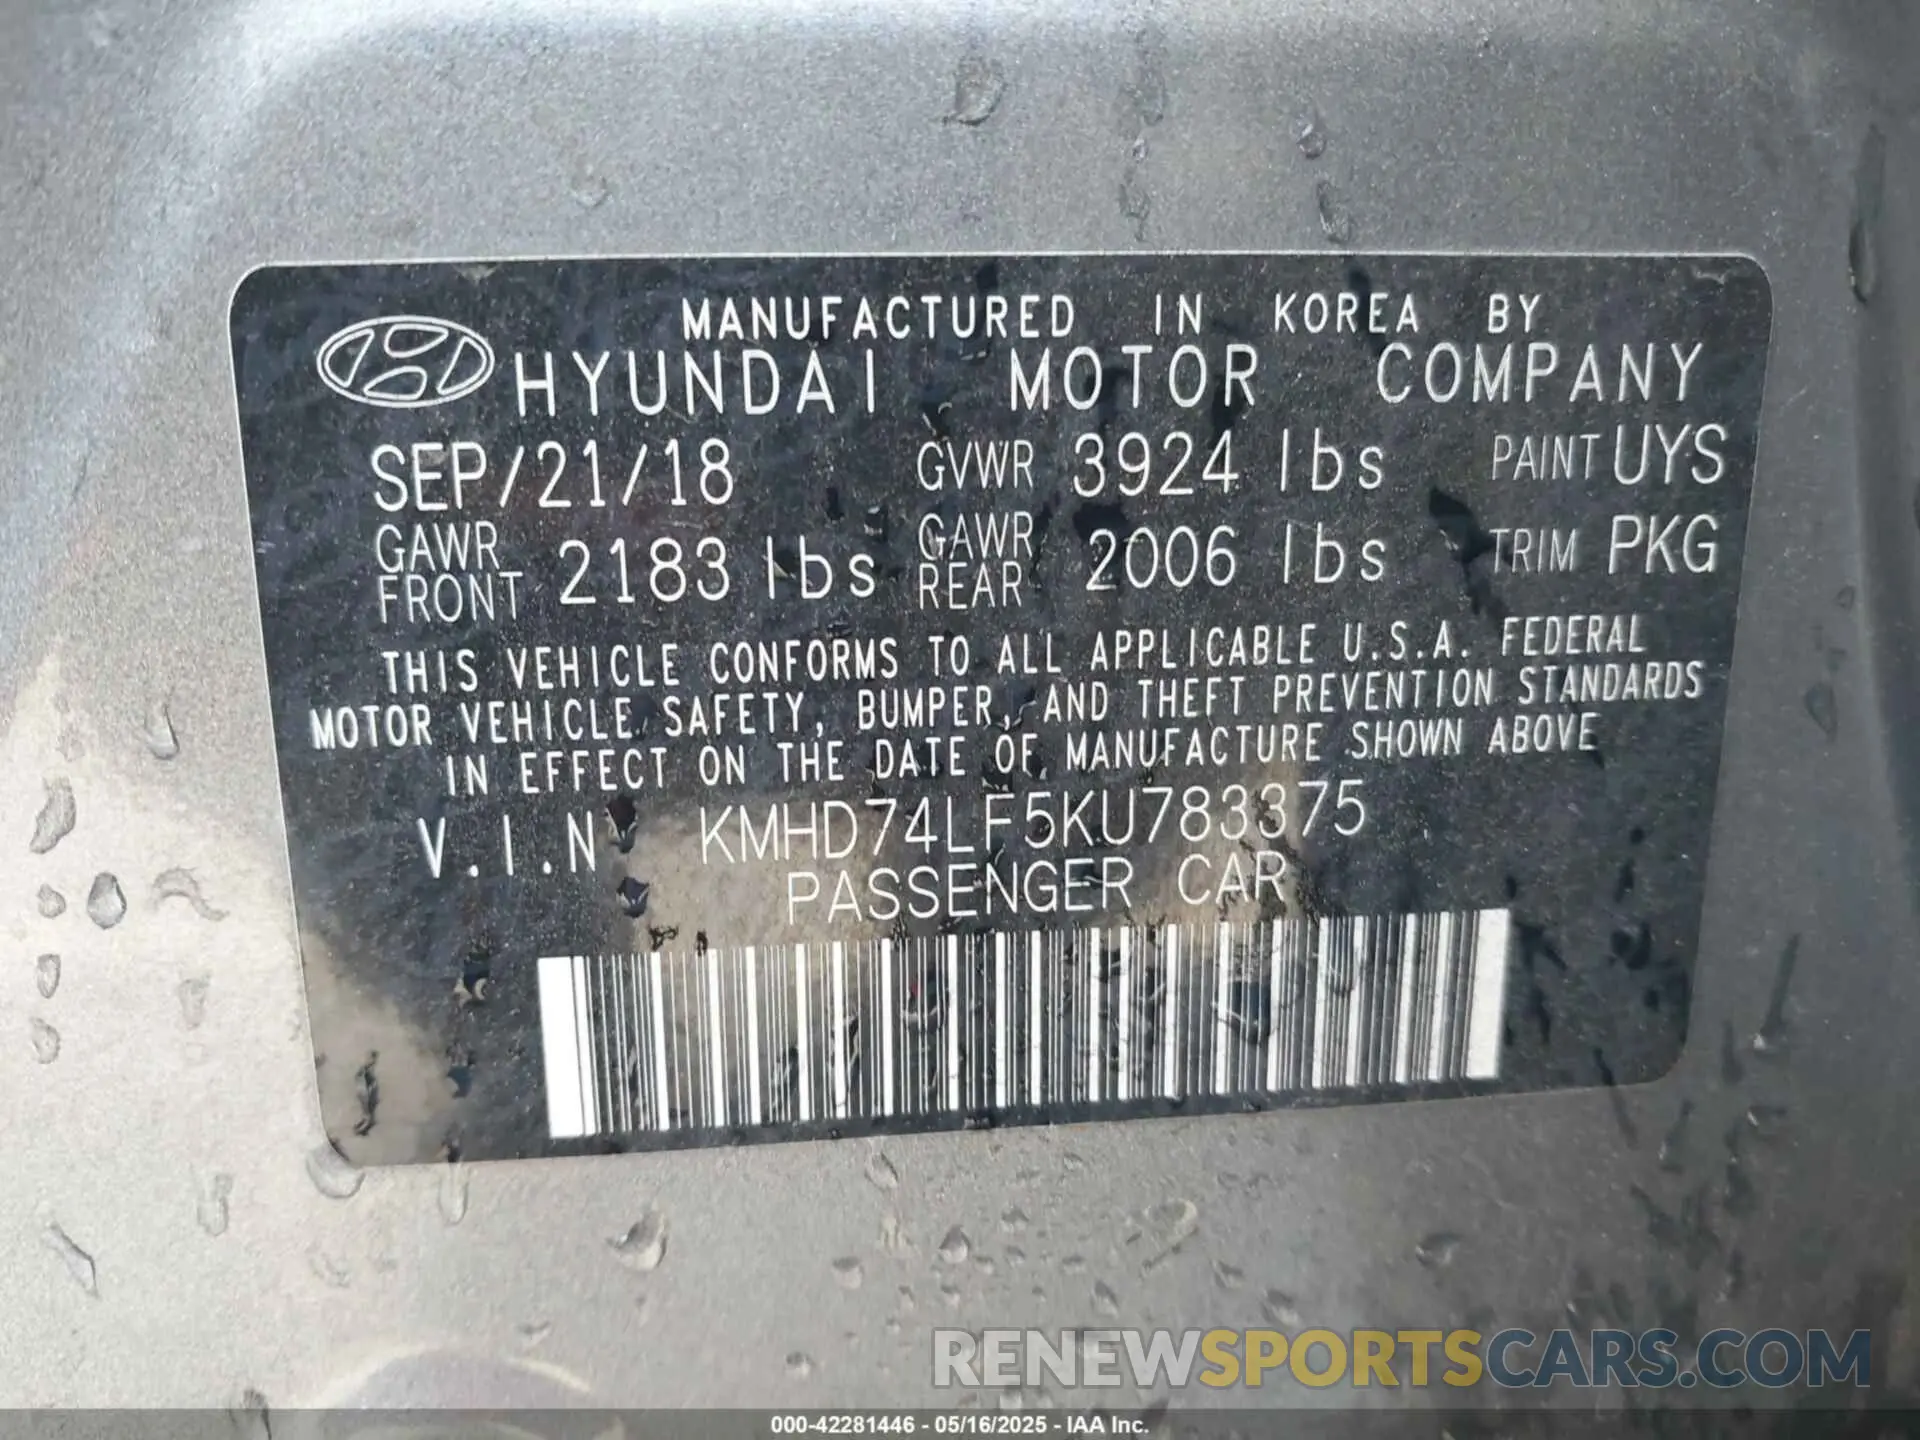 MANUFACTURED IN KOREA BY
HYUNDAI MOTOR COMPANY
SEP/21/18 GVWR 3924 lbs PAINT UYS
GAWR FRONT 2183 lbs GAWR REAR 2006 lbs TRIM PKG
THIS VEHICLE CONFORMS TO ALL APPLICABLE U.S.A. FEDERAL
MOTOR VEHICLE SAFETY, BUMPER, AND THEFT PREVENTION STANDARDS
IN EFFECT ON THE DATE OF MANUFACTURE SHOWN ABOVE
V.I.N KMHD74LF5KU783375
PASSENGER CAR
RENEWSPORTSCARS.COM
000-42281446 - 05/16/2025 - IAA Inc.